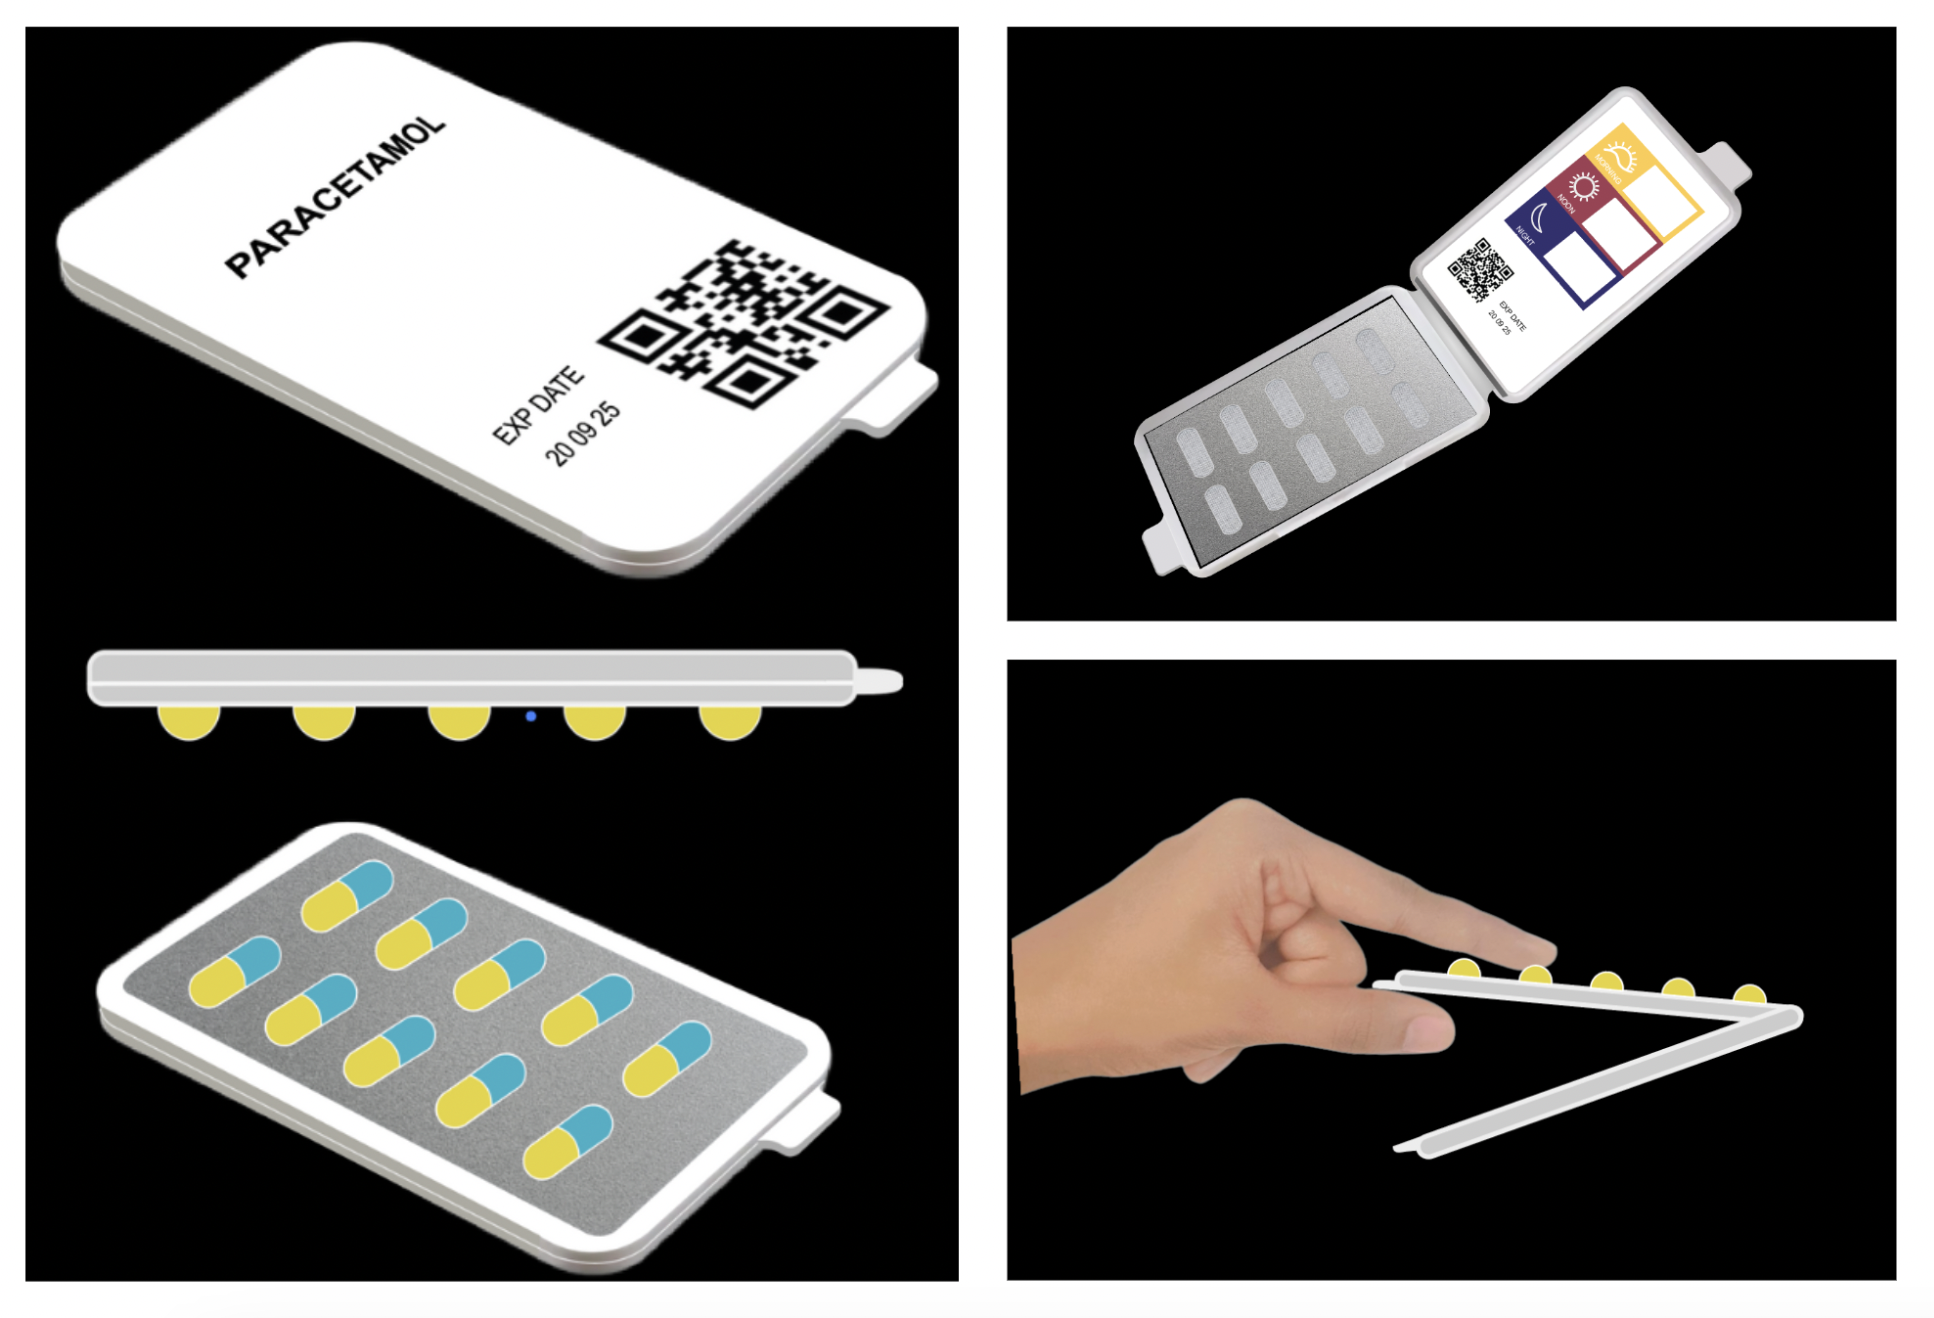 PARACETAMOL
EXP DATE
20 09 25
MORNING
NOON
NIGHT
EXP DATE
20 09 25